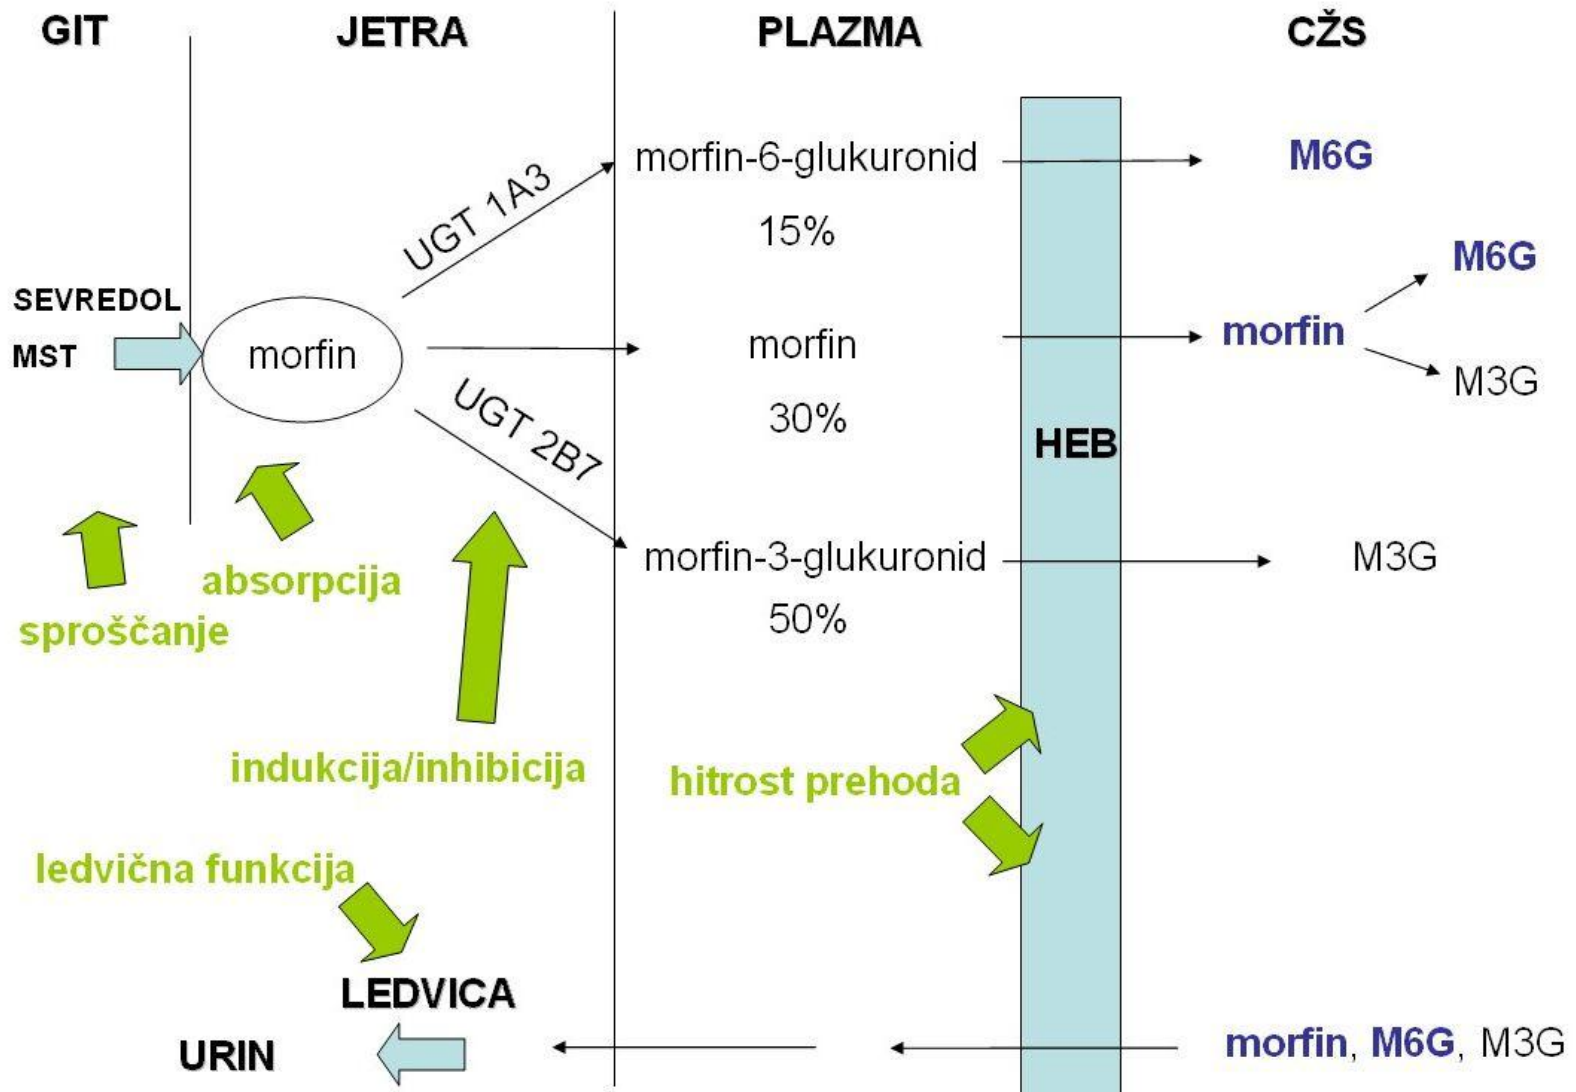 GIT
JETRA
PLAZMA
CŽS
morfin-6-glukuronid
M6G
UGT 1A3
15%
M6G
SEVREDOL
MST
morfin
morfin
morfin
30%
M3G
UGT 2B7
HEB
morfin-3-glukuronid
M3G
50%
absorpcija
sproščanje
indukcija/inhibicija
hitrost prehoda
ledvična funkcija
LEDVICA
URIN
morfin, M6G, M3G